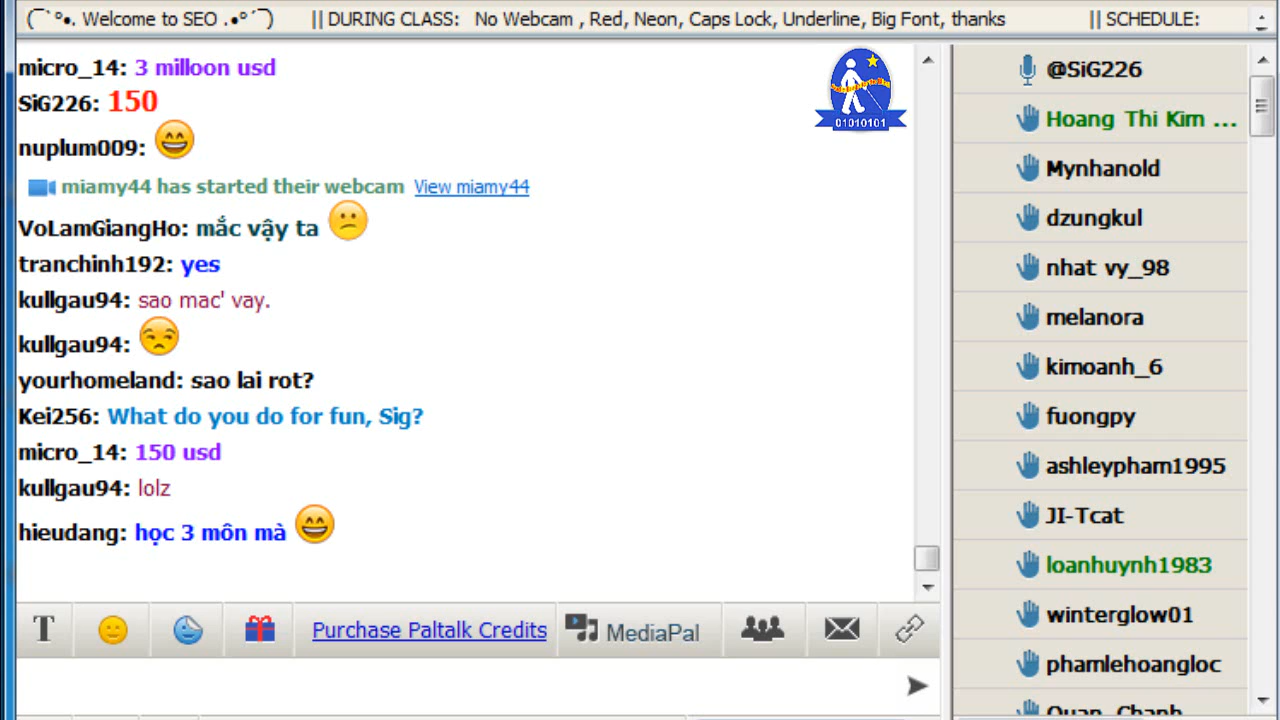 (¯`°•. Welcome to SEO .•°´¯) || DURING CLASS: No Webcam , Red, Neon, Caps Lock, Underline, Big Font, thanks || SCHEDULE:
micro_14: 3 milloon usd
SiG226: 150
nuplum009:
miamy44 has started their webcam View miamy44
VoLamGiangHo: mắc vậy ta
tranchinh192: yes
kullgau94: sao mac' vay.
kullgau94:
yourhomeland: sao lai rot?
Kei256: What do you do for fun, Sig?
micro_14: 150 usd
kullgau94: lolz
hieudang: học 3 môn mà
01010101
T
Purchase Paltalk Credits
MediaPal
@SiG226
Hoang Thi Kim ...
Mynhanold
dzungkul
nhat vy_98
melanora
kimoanh_6
fuongpy
ashleypham1995
JI-Tcat
loanhuynh1983
winterglow01
phamlehoangloc
Quan_Chanh